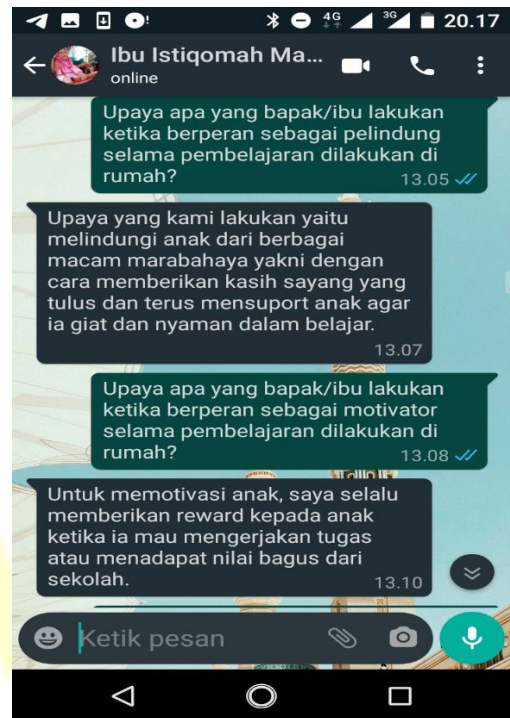 4G 3G 20.17
Ibu Istiqomah Ma...
online
Upaya apa yang bapak/ibu lakukan
ketika berperan sebagai pelindung
selama pembelajaran dilakukan di
rumah?
13.05
Upaya yang kami lakukan yaitu
melindungi anak dari berbagai
macam marabahaya yakni dengan
cara memberikan kasih sayang yang
tulus dan terus mensuport anak agar
ia giat dan nyaman dalam belajar.
13.07
Upaya apa yang bapak/ibu lakukan
ketika berperan sebagai motivator
selama pembelajaran dilakukan di
rumah?
13.08
Untuk memotivasi anak, saya selalu
memberikan reward kepada anak
ketika ia mau mengerjakan tugas
atau menadapat nilai bagus dari
sekolah.
13.10
Ketik pesan